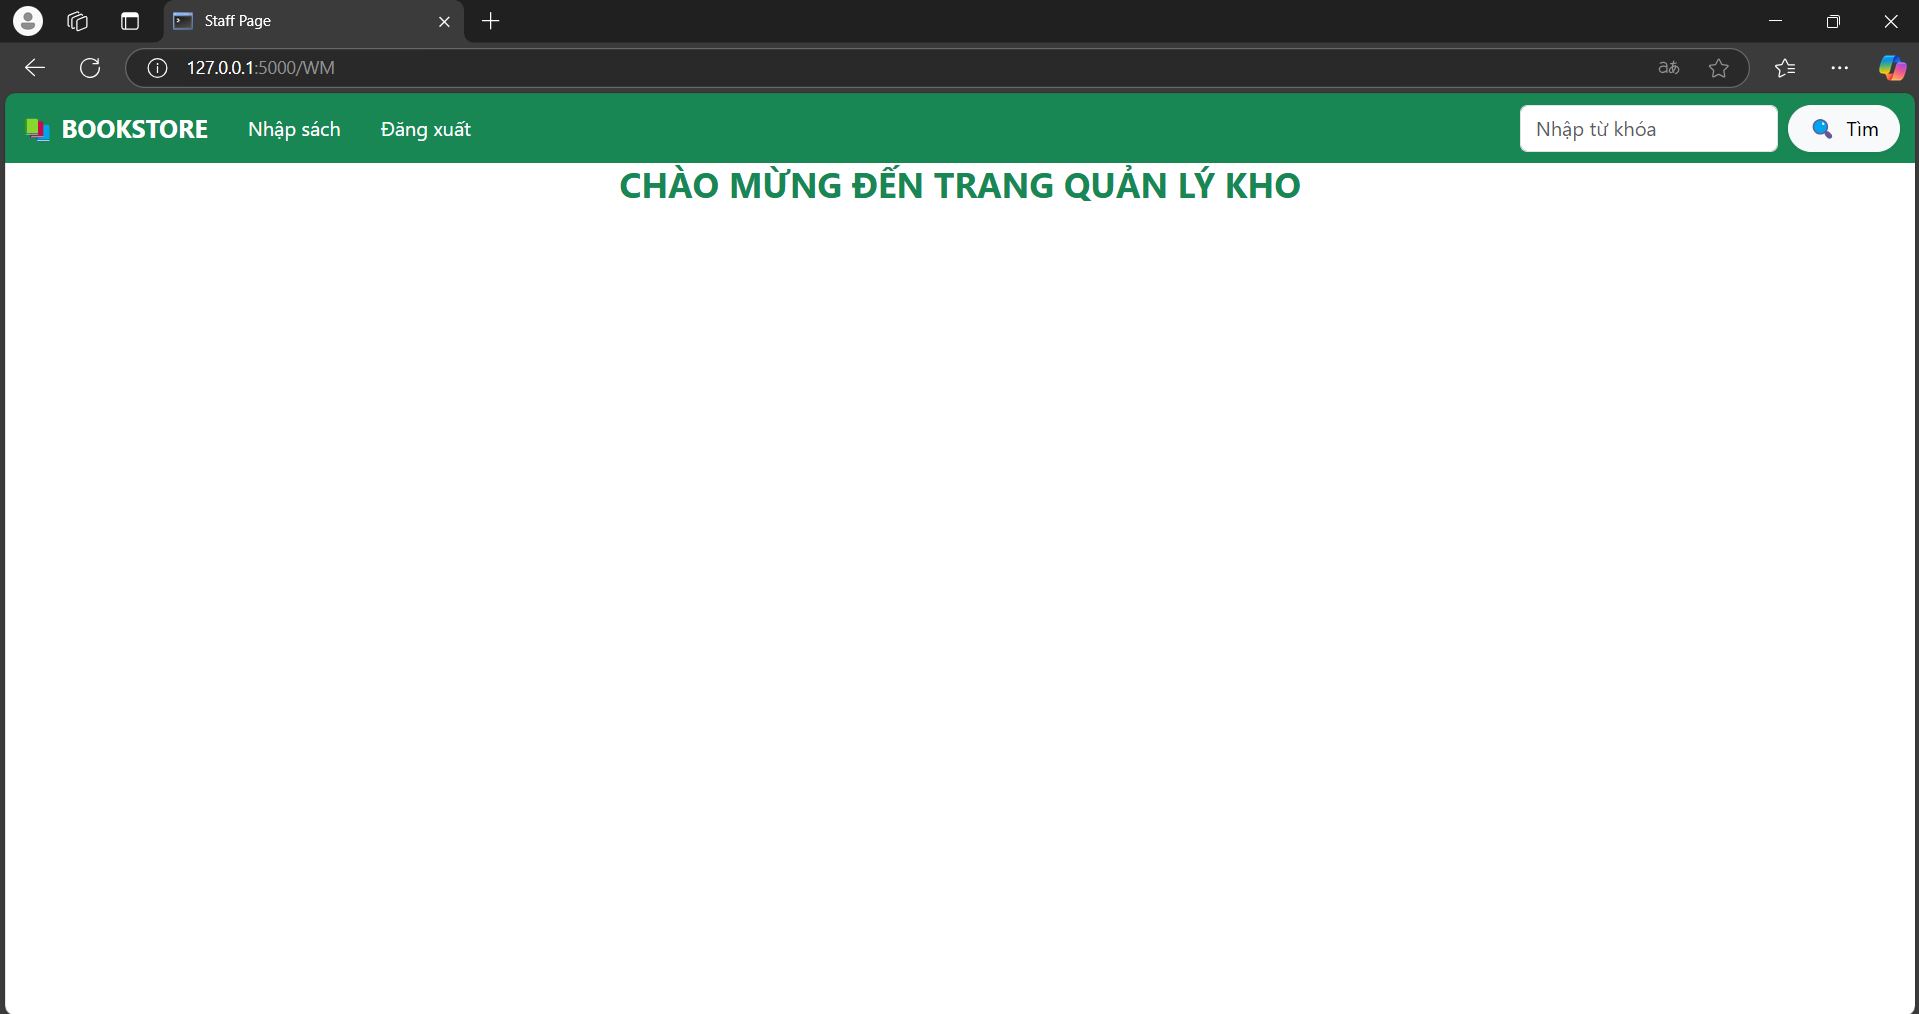 Staff Page
127.0.0.1:5000/WM
BOOKSTORE
Nhập sách
Đăng xuất
Nhập từ khóa
Tìm
CHÀO MỪNG ĐẾN TRANG QUẢN LÝ KHO